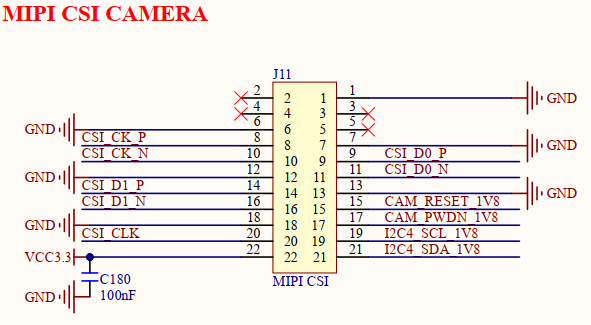 MIPI CSI CAMERA
J11
2 2 1 1 GND
4 4 3 3
GND 6 6 5 5
CSI_CK_P 8 8 7 7 GND
CSI_CK_N 10 10 9 9 CSI_D0_P
GND 12 12 11 11 CSI_D0_N
CSI_D1_P 14 14 13 13 GND
CSI_D1_N 16 16 15 15 CAM_RESET_1V8
GND 18 18 17 17 CAM_PWDN_1V8
CSI_CLK 20 20 19 19 I2C4_SCL_1V8
VCC3.3 22 22 21 21 I2C4_SDA_1V8
C180
MIPI CSI
GND 100nF